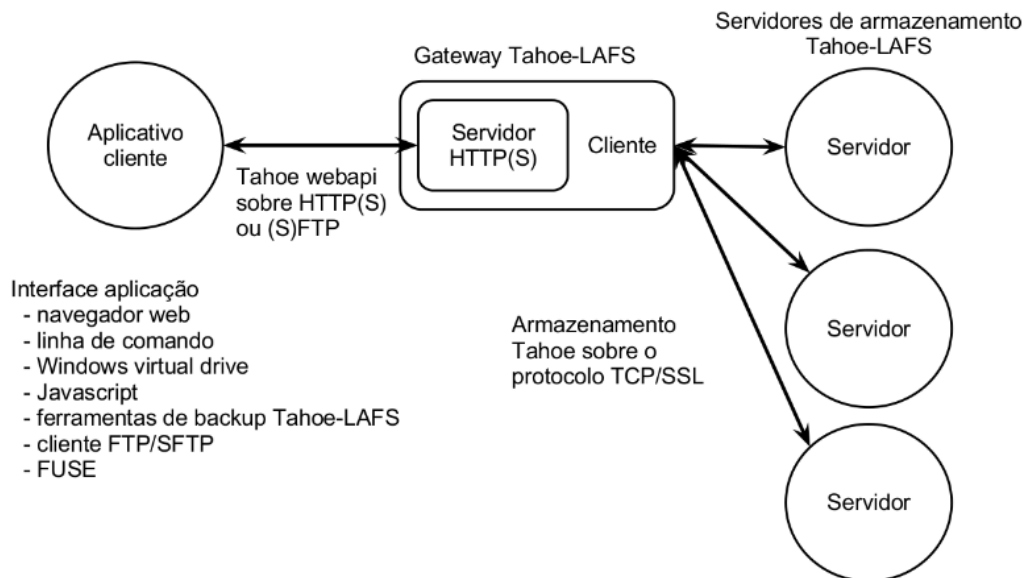 Servidores de armazenamento
Tahoe-LAFS
Gateway Tahoe-LAFS
Aplicativo
cliente
Servidor
HTTP(S)
Cliente
Servidor
Tahoe webapi
sobre HTTP(S)
ou (S)FTP
Interface aplicação
- navegador web
- linha de comando
- Windows virtual drive
- Javascript
- ferramentas de backup Tahoe-LAFS
- cliente FTP/SFTP
- FUSE
Armazenamento
Tahoe sobre o
protocolo TCP/SSL
Servidor
Servidor